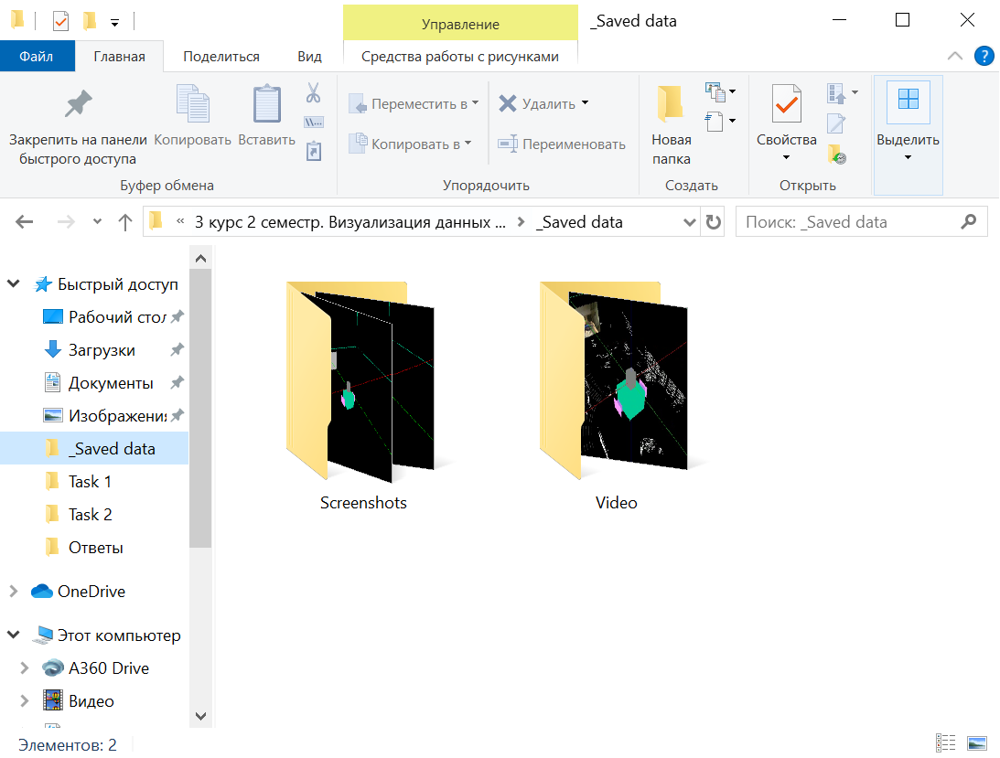 Управление
_Saved data
Файл
Главная
Поделиться
Вид
Средства работы с рисунками
Закрепить на панели
быстрого доступа
Копировать
Вставить
Буфер обмена
Переместить в
Копировать в
Удалить
Переименовать
Упорядочить
Новая
папка
Создать
Свойства
Открыть
Выделить
« 3 курс 2 семестр. Визуализация данных ... > _Saved data
Поиск: _Saved data
Быстрый доступ
Рабочий стол
Загрузки
Документы
Изображения
_Saved data
Task 1
Task 2
Ответы
OneDrive
Этот компьютер
A360 Drive
Видео
Screenshots
Video
Элементов: 2